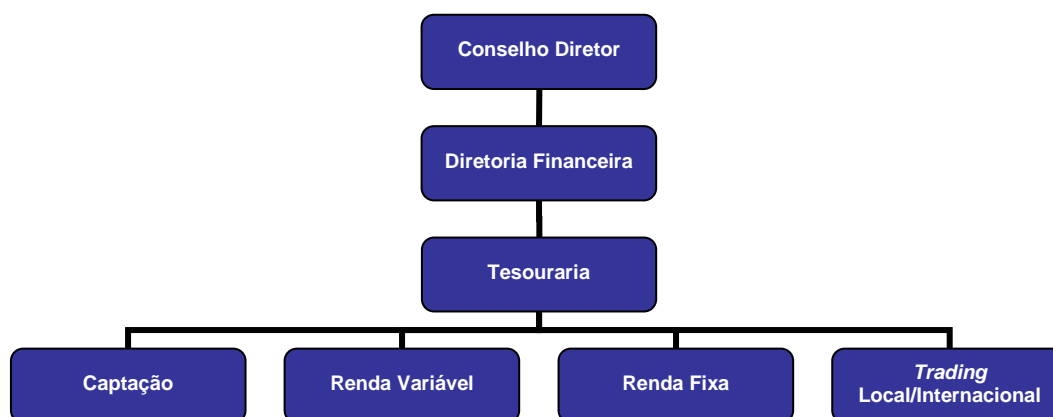 Conselho Diretor
Diretoria Financeira
Tesouraria
Captação
Renda Variável
Renda Fixa
Trading
Local/Internacional